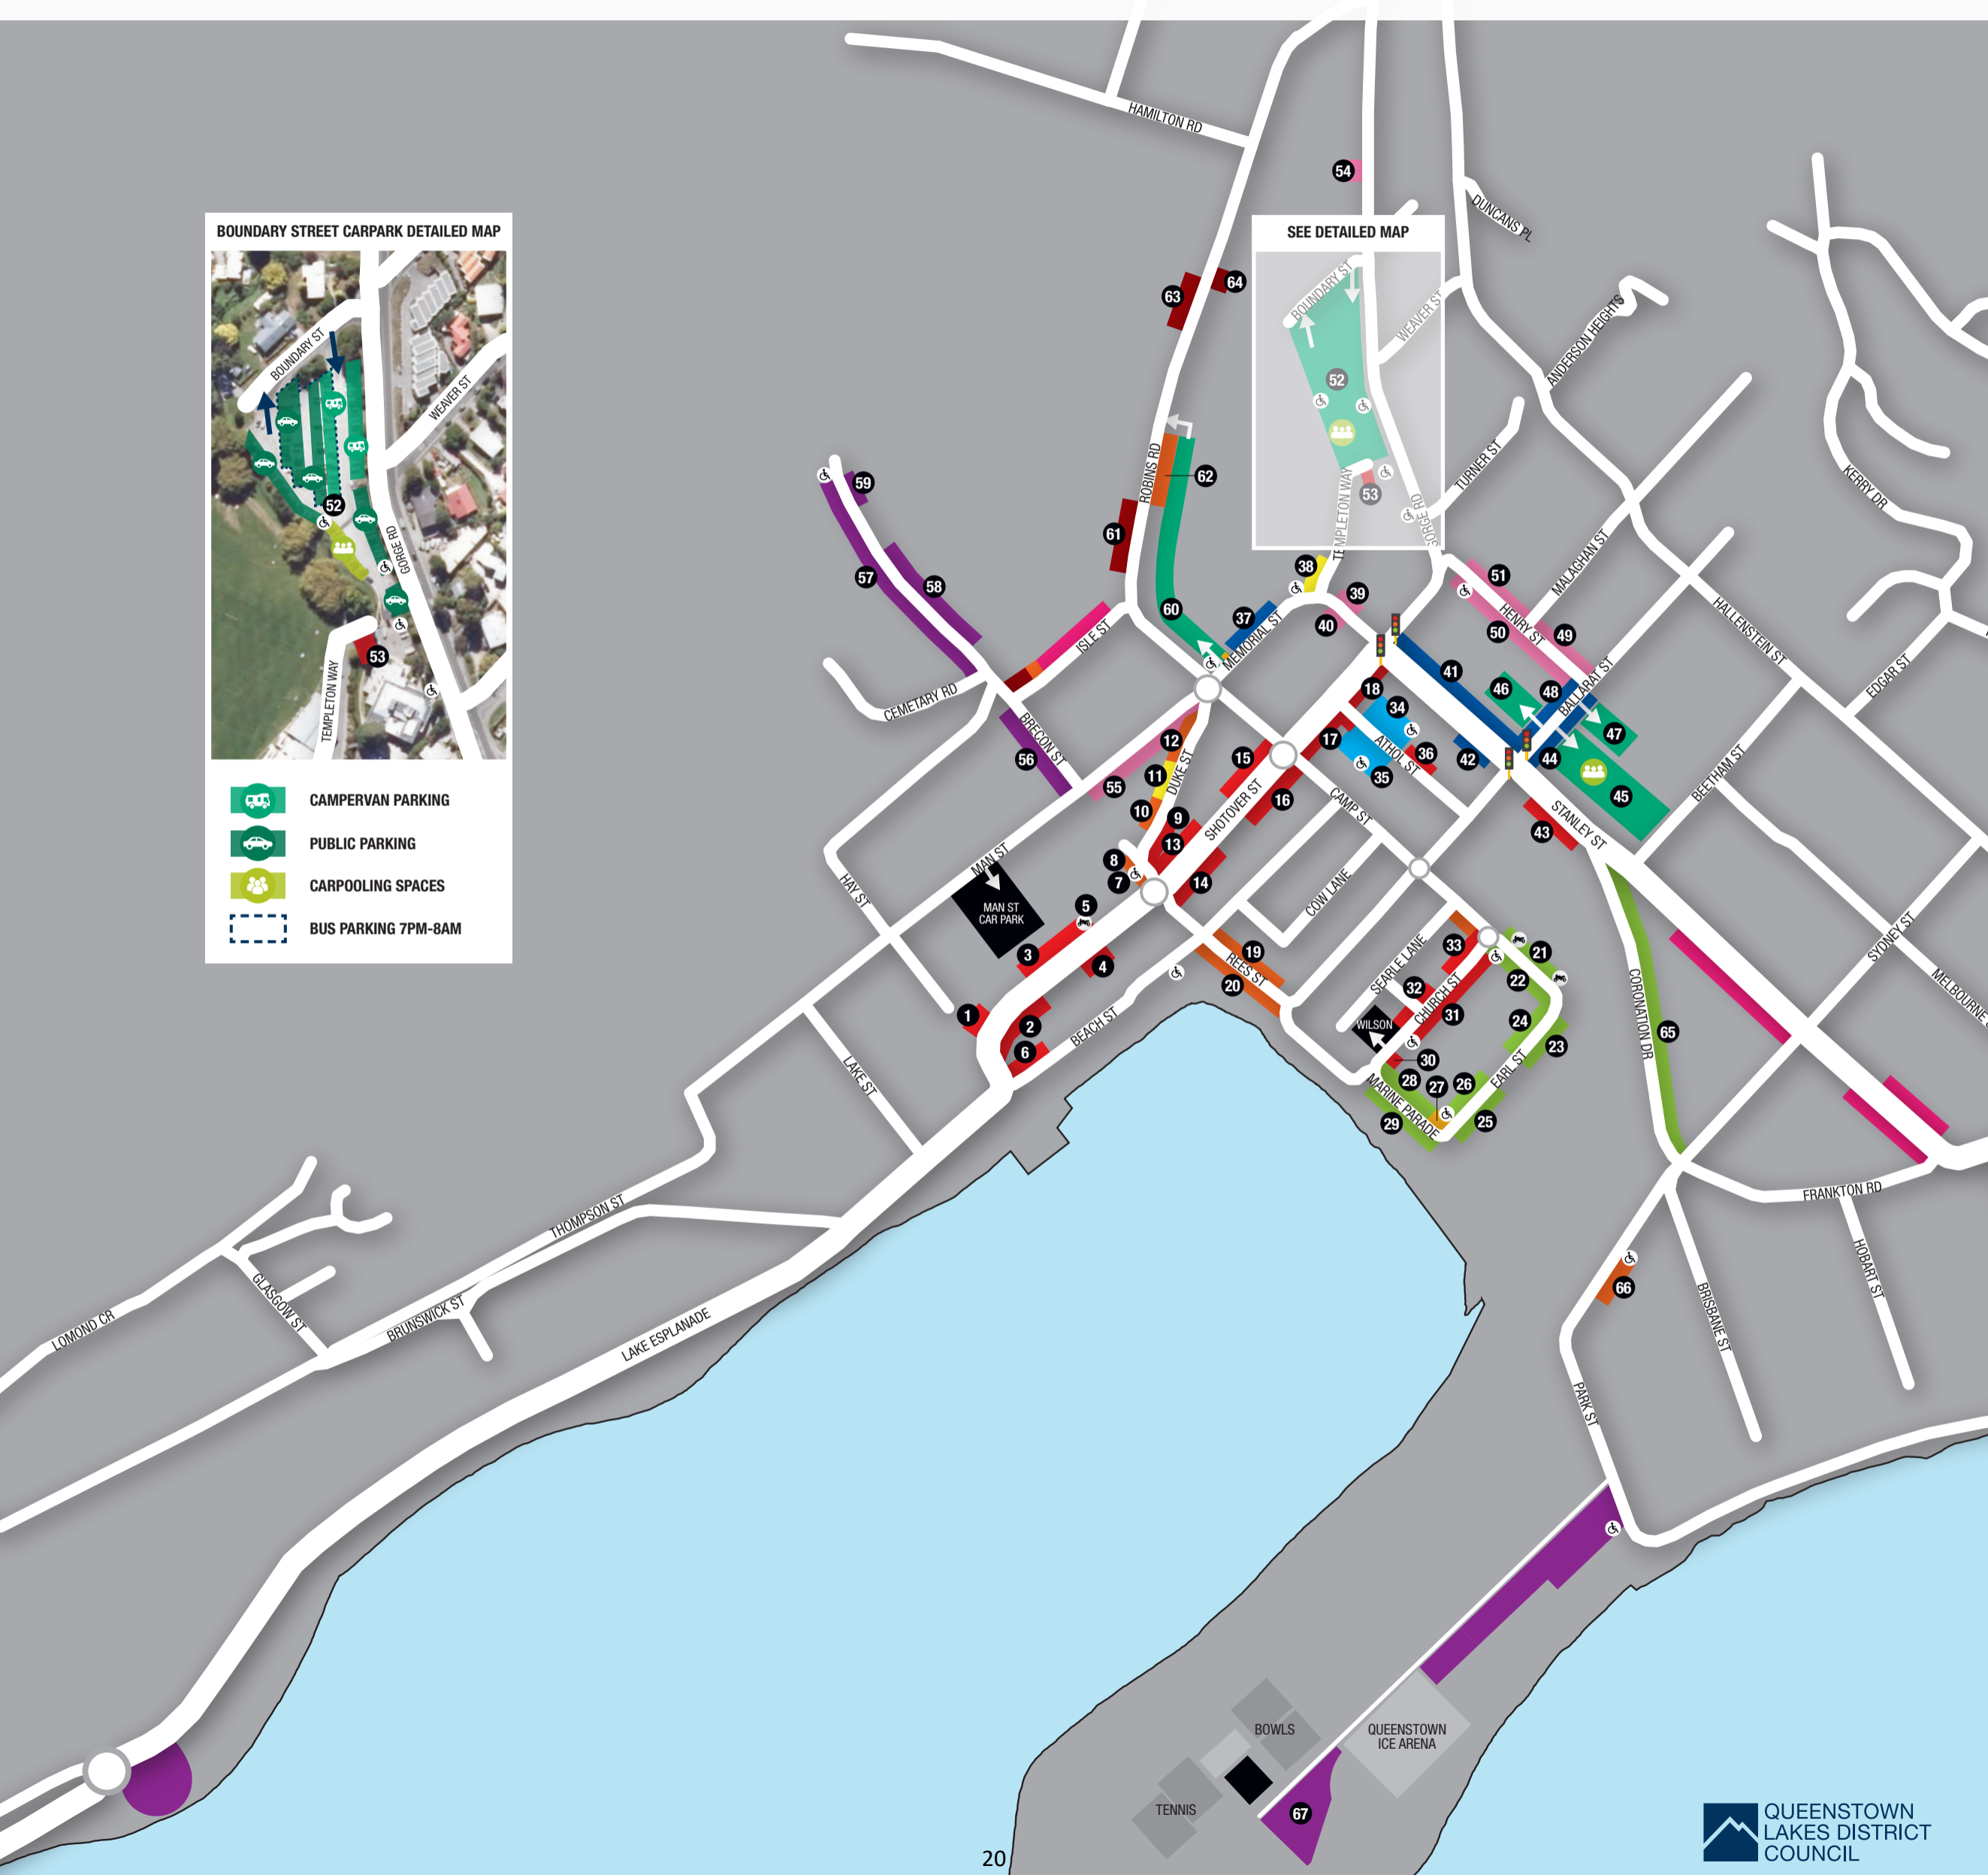 HAMILTON RD
54
DUNCANS PL
BOUNDARY STREET CARPARK DETAILED MAP
BOUNDARY ST
WEAVER ST
52
GORGE RD
53
TEMPLETON WAY
CAMPERVAN PARKING
PUBLIC PARKING
CARPOOLING SPACES
BUS PARKING 7PM-8AM
SEE DETAILED MAP
BOUNDARY ST
WEAVER ST
52
53
TEMPLETON WAY
GORGE RD
64
63
ANDERSON HEIGHTS
TURNER ST
KERRY DR
ROBINS RD
62
61
60
59
57
58
ISLE ST
CEMETARY RD
BRECON ST
56
37
MEMORIAL ST
38
39
40
51
HENRY ST
50
49
MALAGHAN ST
HALLENSTEIN ST
EDGAR ST
41
46
48
BALLARAT ST
47
44
45
42
BEETHAM ST
18
34
17
ATHOL ST
36
35
12
11
DUKE ST
10
55
15
16
SHOTOVER ST
9
13
8
7
14
CAMP ST
43
STANLEY ST
MAN ST
MAN ST
CAR PARK
HAY ST
5
3
4
COW LANE
1
2
6
BEACH ST
19
REES ST
20
33
SEARLE LANE
32
CHURCH ST
31
WILSON
30
21
22
24
23
EARL ST
28
27
26
25
29
MARINE PARADE
CORONATION DR
65
SYDNEY ST
MELBOURNE
LAKE ST
FRANKTON RD
HOBART ST
BRISBANE ST
66
PARK ST
THOMPSON ST
GLASGOW ST
BRUNSWICK ST
LOMOND CR
LAKE ESPLANADE
BOWLS
QUEENSTOWN
ICE ARENA
TENNIS
67
20
QUEENSTOWN
LAKES DISTRICT
COUNCIL